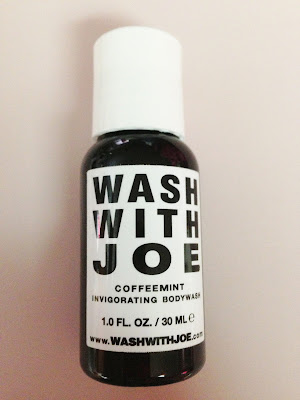 WASH
WITH
JOE
COFFEEMINT
INVIGORATING BODYWASH
1.0 FL. OZ. / 30 ML ℮
www.WASHWITHJOE.com